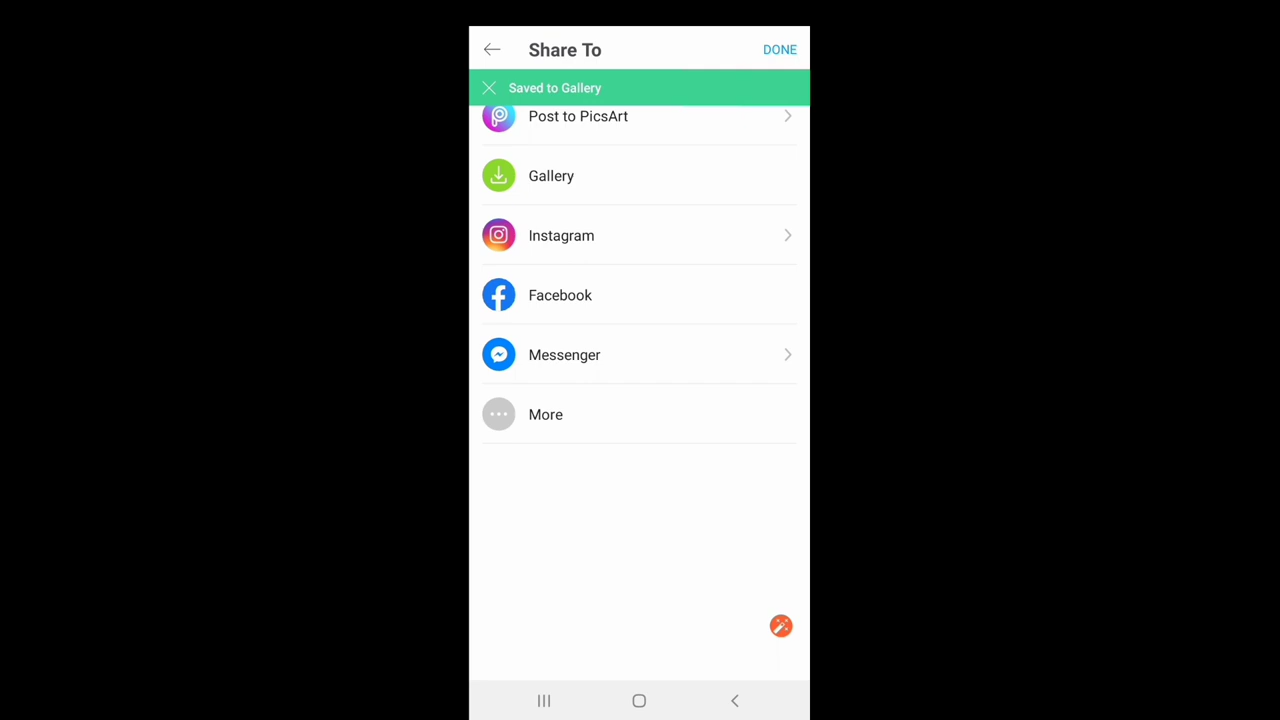 Share To
DONE
Saved to Gallery
Post to PicsArt
Gallery
Instagram
Facebook
Messenger
More